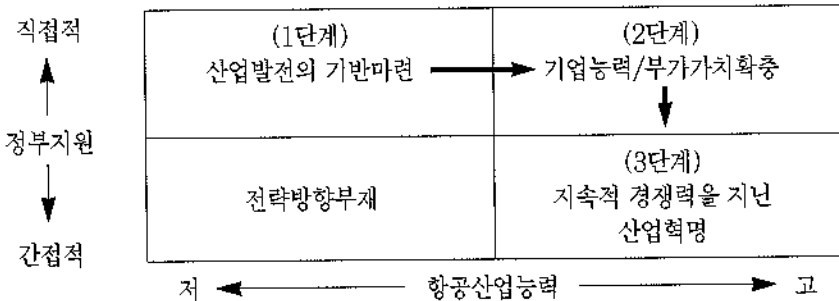 직접적
정부지원
간접적
(1단계)
산업발전의 기반마련
(2단계)
기업능력/부가가치확충
전략방향부재
(3단계)
지속적 경쟁력을 지닌
산업혁명
저
항공산업능력
고